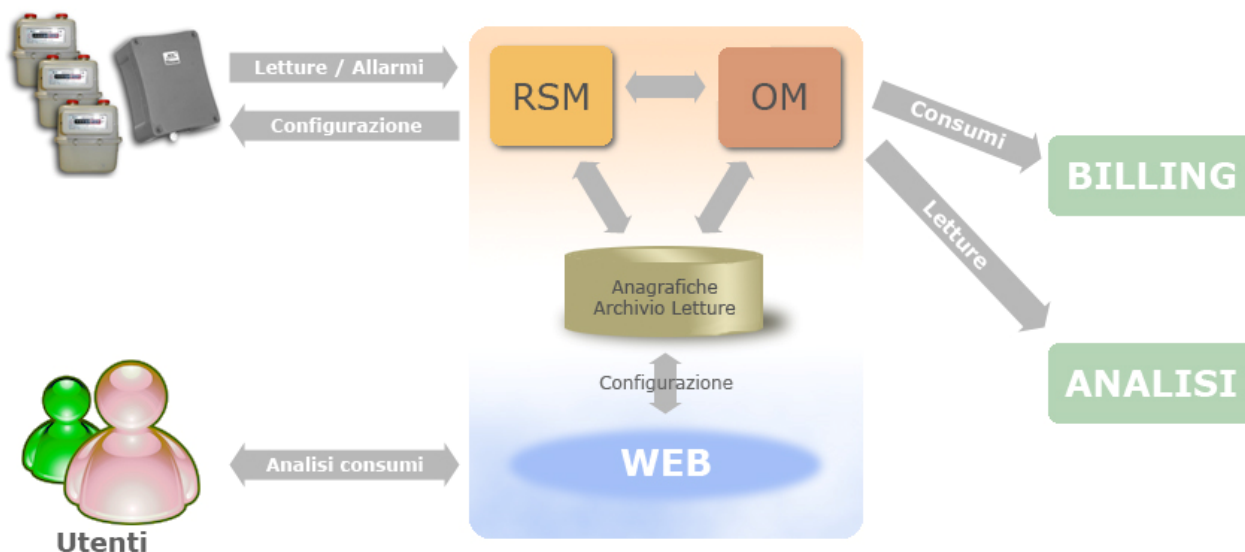 Letture / Allarmi
Configurazione
RSM
OM
Consumi
Letture
BILLING
ANALISI
Anagrafiche
Archivio Letture
Configurazione
WEB
Analisi consumi
Utenti